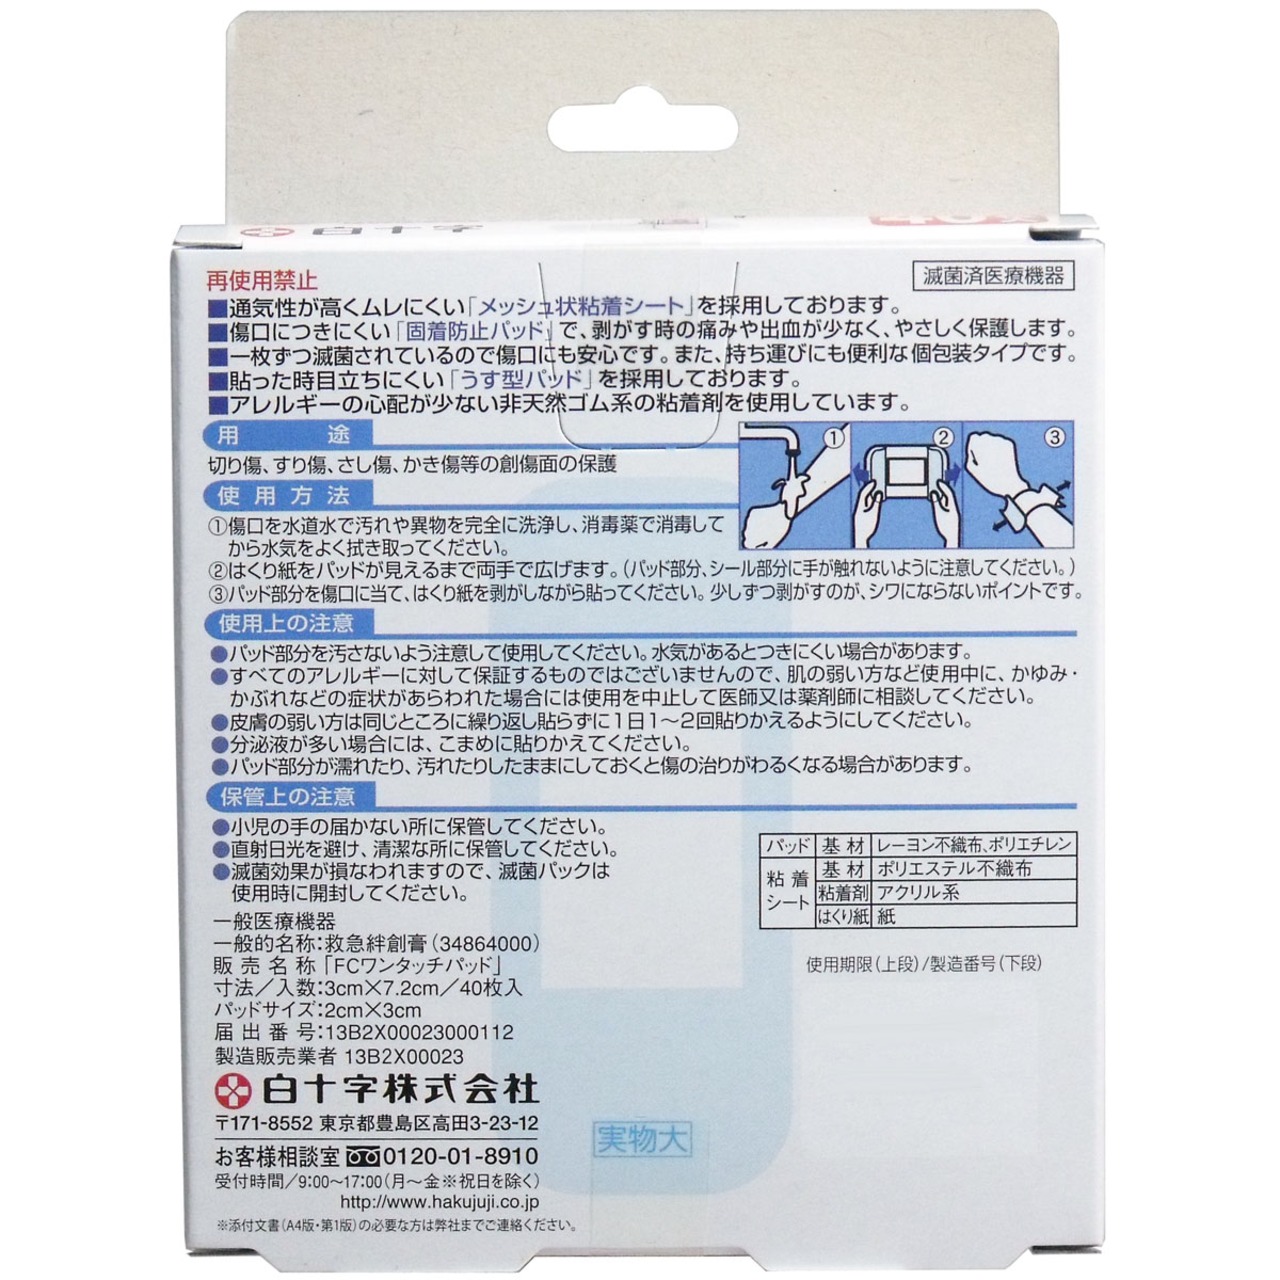 白十字
再使用禁止
滅菌済医療機器
■通気性が高くムレにくい「メッシュ状粘着シート」を採用しております。
■傷口につきにくい「固着防止パッド」で、剥がす時の痛みや出血が少なく、やさしく保護します。
■一枚ずつ滅菌されているので傷口にも安心です。また、持ち運びにも便利な個包装タイプです。
■貼った時目立ちにくい「うす型パッド」を採用しております。
■アレルギーの心配が少ない非天然ゴム系の粘着剤を使用しています。
用途
切り傷、すり傷、さし傷、かき傷等の創傷面の保護
① ② ③
使用方法
①傷口を水道水で汚れや異物を完全に洗浄し、消毒薬で消毒して
から水気をよく拭き取ってください。
②はくり紙をパッドが見えるまで両手で広げます。(パッド部分、シール部分に手が触れないように注意してください。)
③パッド部分を傷口に当て、はくり紙を剥がしながら貼ってください。少しずつ剥がすのが、シワにならないポイントです。
使用上の注意
●パッド部分を汚さないよう注意して使用してください。水気があるとつきにくい場合があります。
●すべてのアレルギーに対して保証するものではございませんので、肌の弱い方など使用中に、かゆみ・
かぶれなどの症状があらわれた場合には使用を中止して医師又は薬剤師に相談してください。
●皮膚の弱い方は同じところに繰り返し貼らずに1日1～2回貼りかえるようにしてください。
●分泌液が多い場合には、こまめに貼りかえてください。
●パッド部分が濡れたり、汚れたりしたままにしておくと傷の治りがわるくなる場合があります。
保管上の注意
●小児の手の届かない所に保管してください。
●直射日光を避け、清潔な所に保管してください。
●滅菌効果が損なわれますので、滅菌パックは
使用時に開封してください。
パッド 基材 レーヨン不織布、ポリエチレン
粘着シート 基材 ポリエステル不織布
粘着剤 アクリル系
はくり紙 紙
使用期限(上段)/製造番号(下段)
一般医療機器
一般的名称:救急絆創膏(34864000)
販売名称「FCワンタッチパッド」
寸法/入数:3cm×7.2cm/40枚入
パッドサイズ:2cm×3cm
届出番号:13B2X00023000112
製造販売業者 13B2X00023
白十字株式会社
〒171-8552 東京都豊島区高田3-23-12
お客様相談室 0120-01-8910
受付時間/9:00～17:00(月～金※祝日を除く)
http://www.hakujuji.co.jp
※添付文書(A4版・第1版)の必要な方は弊社までご連絡ください。
実物大